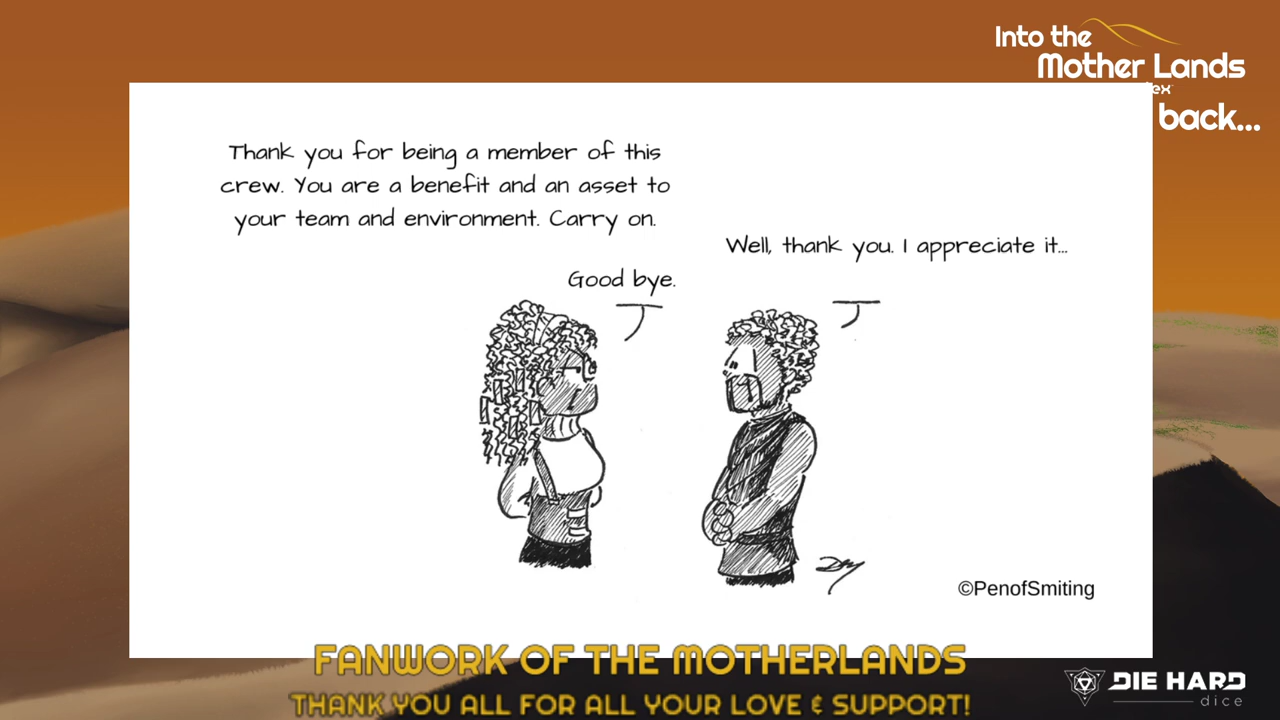 Into the
Mother Lands
ex
back...
Thank you for being a member of this
crew. You are a benefit and an asset to
your team and environment. Carry on.
Well, thank you. I appreciate it...
Good bye.
©PenofSmiting
FANWORK OF THE MOTHERLANDS
THANK YOU ALL FOR ALL YOUR LOVE & SUPPORT!
DIE HARD
dice